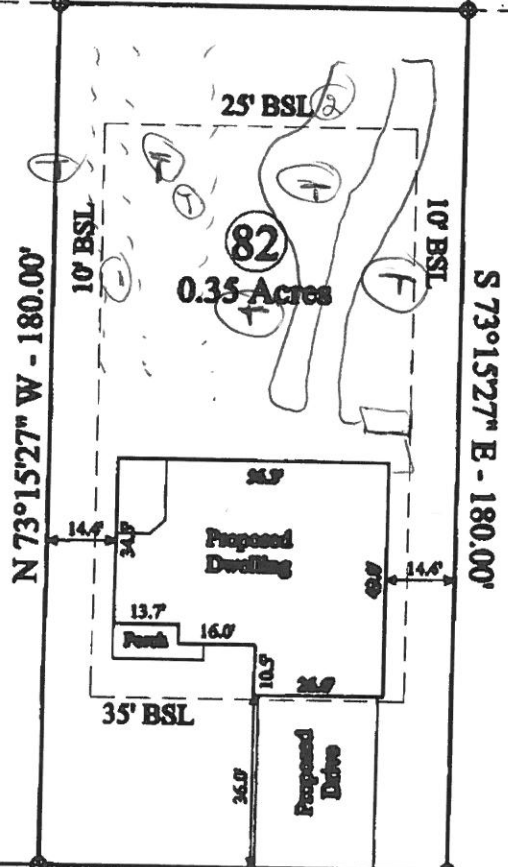 25' BSL
2
T
T
T
T
10' BSL
10' BSL
82
0.35 Acres
T
T
N 73°15'27" W - 180.00'
S 73°15'27" E - 180.00'
14.4'
Proposed
Dwelling
14.4'
13.7'
Porch
16.0'
10.5'
35' BSL
36.0'
Proposed
Drive